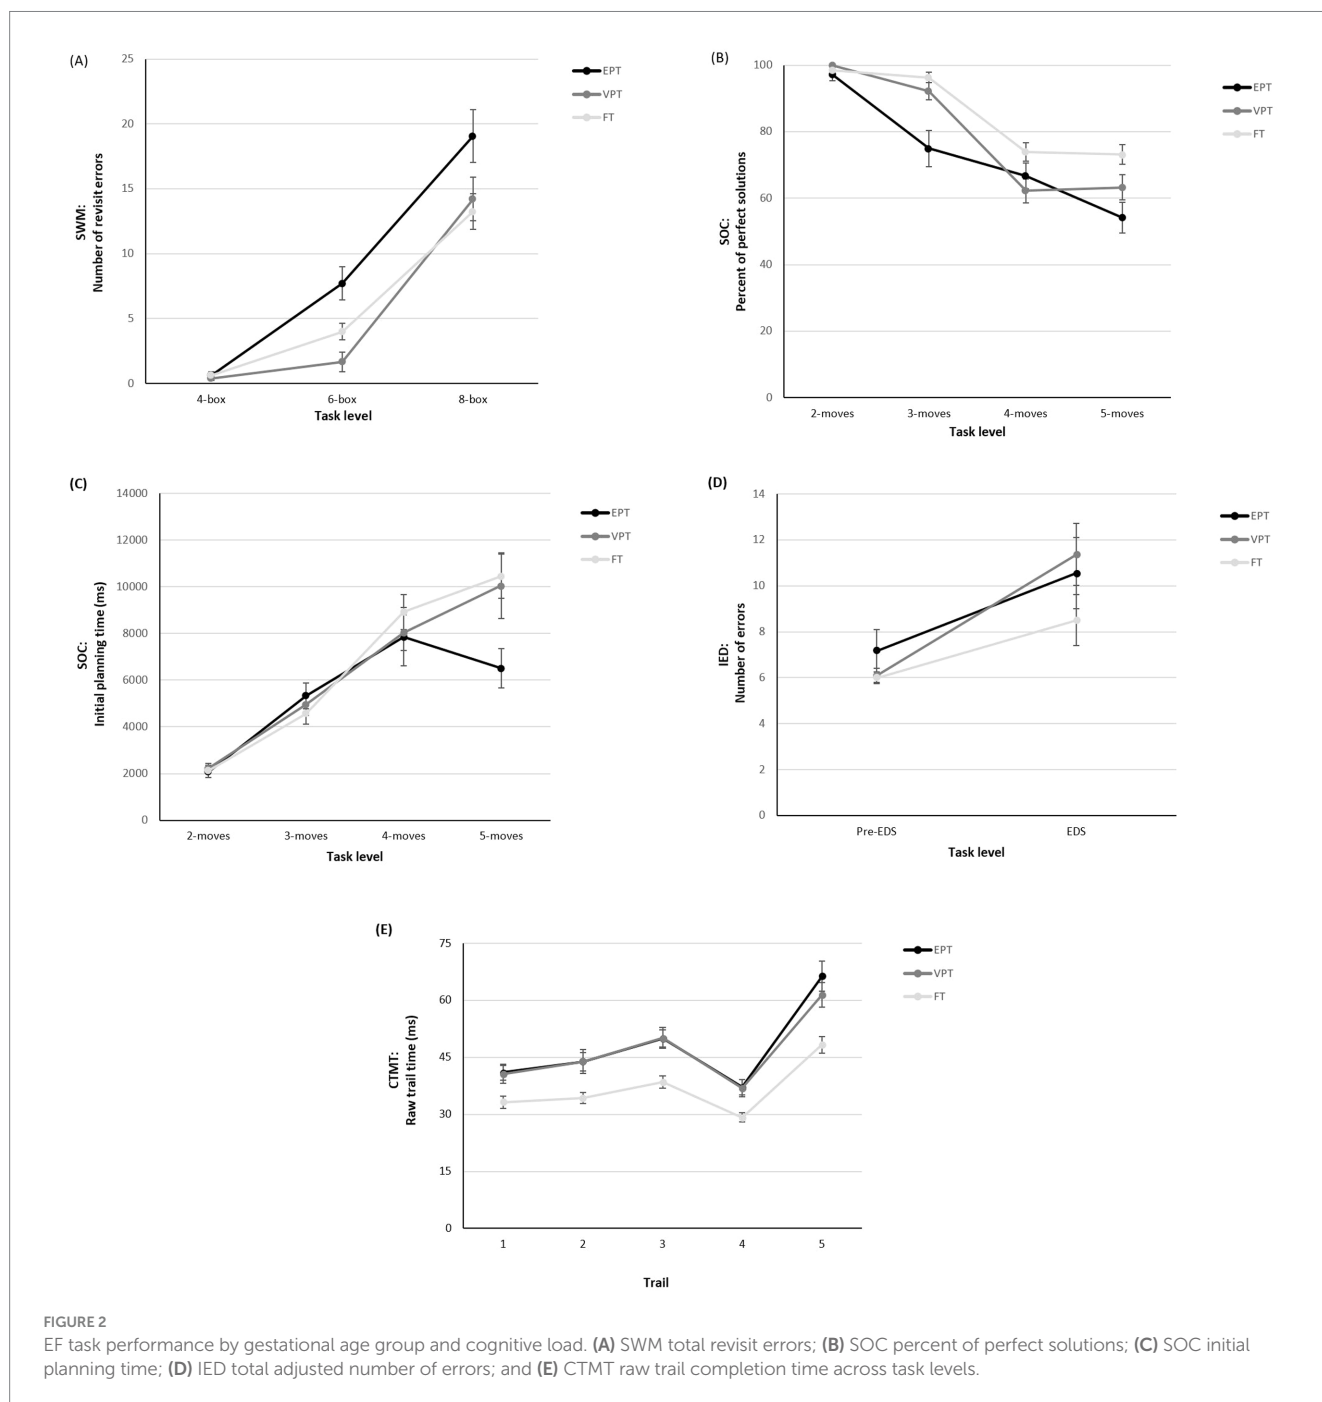 (A)
25
20
15
10
5
0
SWM:
Number of revisit errors
4-box 6-box 8-box
Task level
EPT
VPT
FT
(B)
100
80
60
40
20
0
SOC:
Percent of perfect solutions
2-moves 3-moves 4-moves 5-moves
Task level
EPT
VPT
FT
(C)
14000
12000
10000
8000
6000
4000
2000
0
SOC:
Initial planning time (ms)
2-moves 3-moves 4-moves 5-moves
Task level
EPT
VPT
FT
(D)
14
12
10
8
6
4
2
0
IED:
Number of errors
Pre-EDS EDS
Task level
EPT
VPT
FT
(E)
75
60
45
30
15
0
CTMT:
Raw trail time (ms)
1 2 3 4 5
Trail
EPT
VPT
FT
FIGURE 2
EF task performance by gestational age group and cognitive load. (A) SWM total revisit errors; (B) SOC percent of perfect solutions; (C) SOC initial
planning time; (D) IED total adjusted number of errors; and (E) CTMT raw trail completion time across task levels.